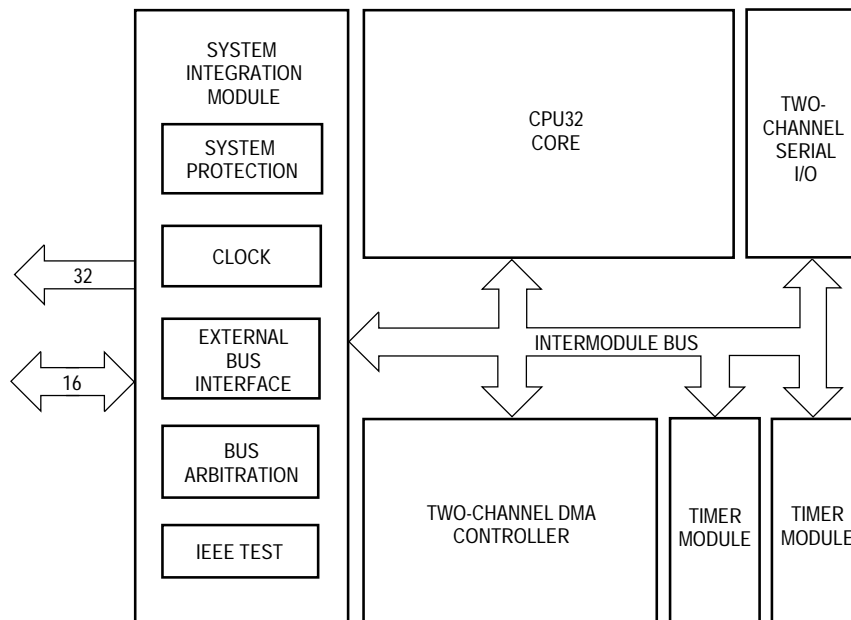 SYSTEM
INTEGRATION
MODULE
SYSTEM
PROTECTION
CLOCK
EXTERNAL
BUS
INTERFACE
BUS
ARBITRATION
IEEE TEST
32
16
CPU32
CORE
TWO-
CHANNEL
SERIAL
I/O
INTERMODULE BUS
TWO-CHANNEL DMA
CONTROLLER
TIMER
MODULE
TIMER
MODULE